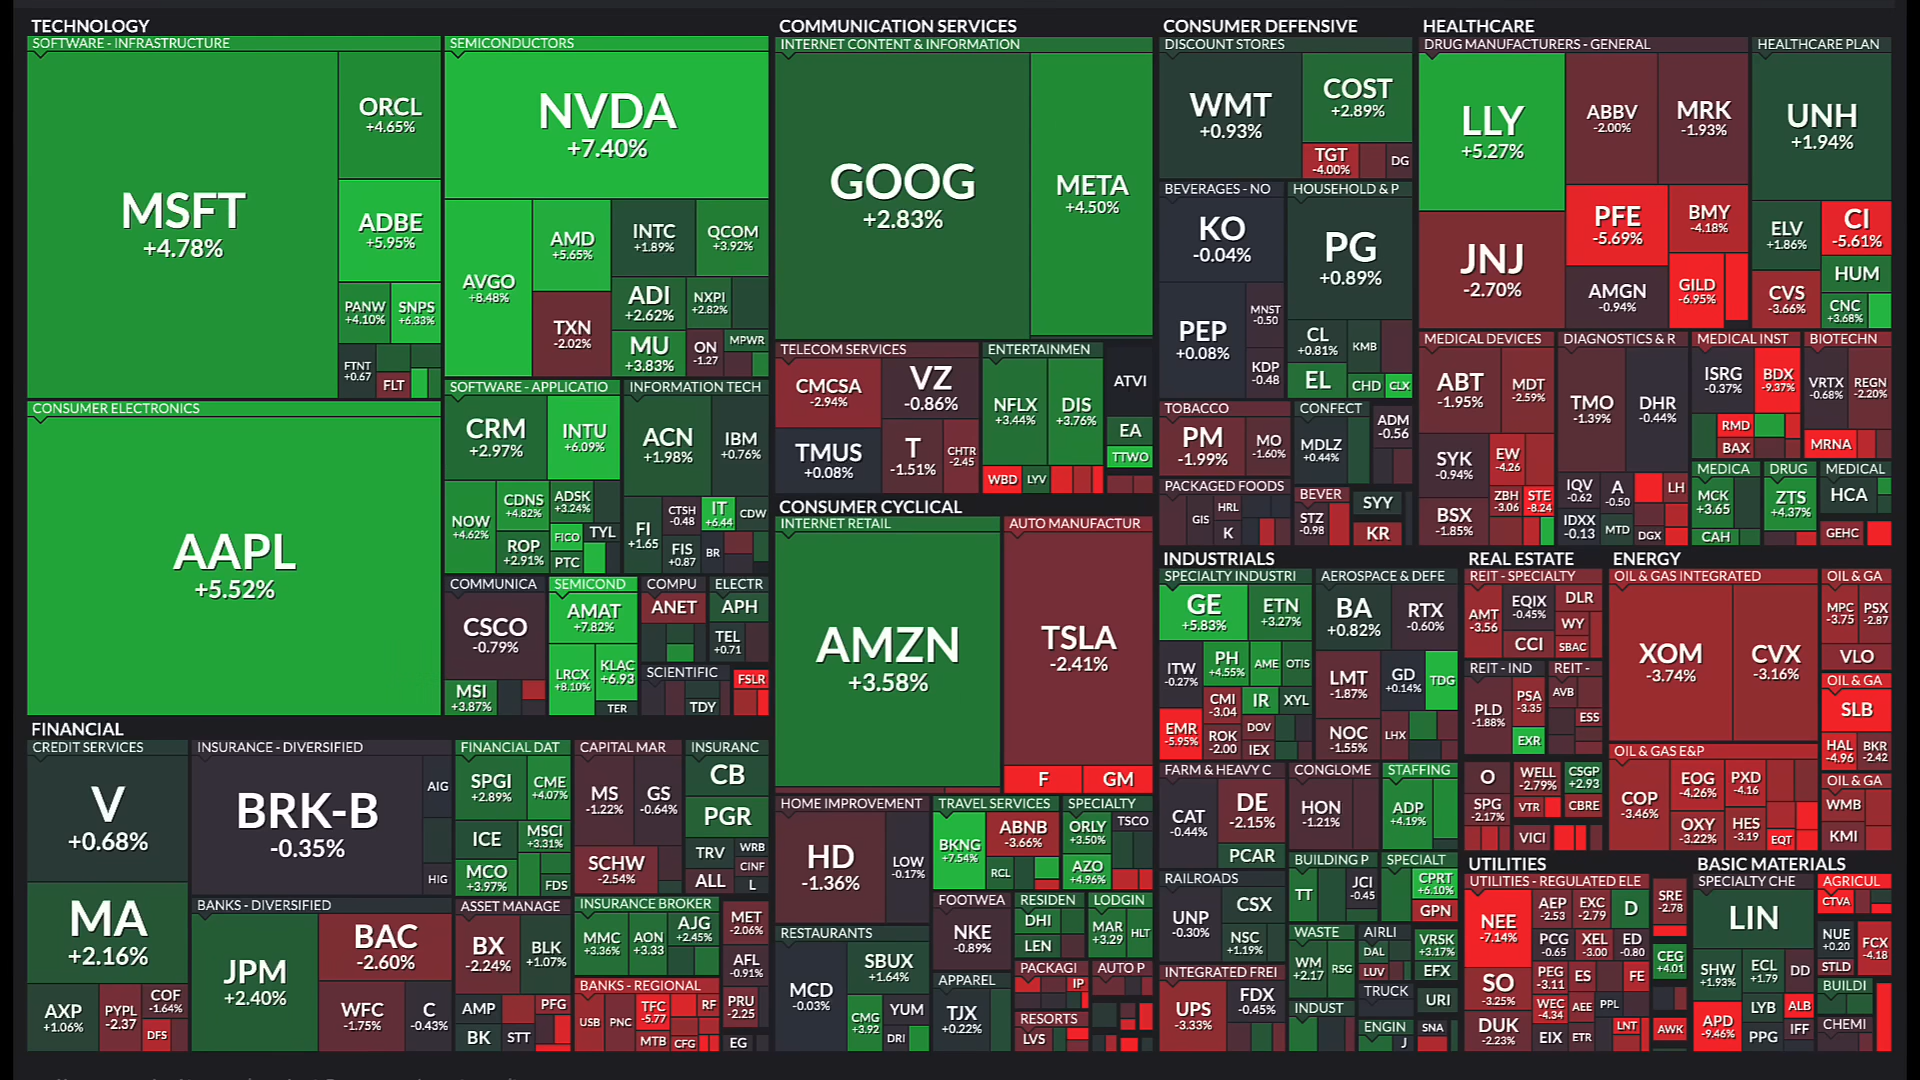 TECHNOLOGY
SOFTWARE - INFRASTRUCTURE
MSFT
+4.78%
ORCL
+4.65%
ADBE
+5.95%
PANW
+4.10%
SNPS
+6.33%
FTNT
+0.67
FLT
CONSUMER ELECTRONICS
AAPL
+5.52%
SEMICONDUCTORS
NVDA
+7.40%
AVGO
+8.48%
AMD
+5.65%
INTC
+1.89%
QCOM
+3.92%
TXN
-2.02%
ADI
+2.62%
NXPI
+2.82%
MU
+3.83%
ON
-1.27
MPWR
SOFTWARE - APPLICATIO
CRM
+2.97%
INTU
+6.09%
NOW
+4.62%
CDNS
+4.82%
ADSK
+3.24%
ROP
+2.91%
FICO
TYL
PTC
INFORMATION TECH
ACN
+1.98%
IBM
+0.76%
FI
+1.65
CTSH
-0.48
IT
+6.44
CDW
FIS
+0.87
BR
COMMUNICA
CSCO
-0.79%
MSI
+3.87%
SEMICOND
AMAT
+7.82%
LRCX
+8.10%
KLAC
+6.93
TER
COMPU
ANET
ELECTR
APH
TEL
+0.71
SCIENTIFIC
TDY
FSLR
COMMUNICATION SERVICES
INTERNET CONTENT & INFORMATION
GOOG
+2.83%
META
+4.50%
TELECOM SERVICES
CMCSA
-2.94%
VZ
-0.86%
TMUS
+0.08%
T
-1.51%
CHTR
-2.45
ENTERTAINMEN
NFLX
+3.44%
DIS
+3.76%
WBD
LYV
ATVI
EA
TTWO
CONSUMER CYCLICAL
INTERNET RETAIL
AMZN
+3.58%
AUTO MANUFACTUR
TSLA
-2.41%
F
GM
HOME IMPROVEMENT
HD
-1.36%
LOW
-0.17%
TRAVEL SERVICES
BKNG
+7.54%
ABNB
-3.66%
RCL
SPECIALTY
ORLY
+3.50%
TSCO
AZO
+4.96%
RESTAURANTS
MCD
-0.03%
SBUX
+1.64%
CMG
+3.92
YUM
DRI
FOOTWEA
NKE
-0.89%
APPAREL
TJX
+0.22%
RESIDEN
DHI
LEN
LODGIN
MAR
+3.29
HLT
PACKAGI
IP
AUTO P
RESORTS
LVS
CONSUMER DEFENSIVE
DISCOUNT STORES
WMT
+0.93%
COST
+2.89%
TGT
-4.00%
DG
BEVERAGES - NO
KO
-0.04%
PEP
+0.08%
MNST
-0.50
KDP
-0.48
HOUSEHOLD & P
PG
+0.89%
CL
+0.81%
KMB
EL
CHD
CLX
TOBACCO
PM
-1.99%
MO
-1.60%
CONFECT
MDLZ
+0.44%
ADM
-0.56
PACKAGED FOODS
GIS
HRL
K
BEVER
STZ
-0.98
SYY
KR
HEALTHCARE
DRUG MANUFACTURERS - GENERAL
LLY
+5.27%
JNJ
-2.70%
ABBV
-2.00%
MRK
-1.93%
PFE
-5.69%
BMY
-4.18%
AMGN
-0.94%
GILD
-6.95%
HEALTHCARE PLAN
UNH
+1.94%
ELV
+1.86%
CI
-5.61%
CVS
-3.66%
HUM
CNC
+3.68%
MEDICAL DEVICES
ABT
-1.95%
MDT
-2.59%
SYK
-0.94%
EW
-4.26
BSX
-1.85%
ZBH
-3.06
STE
-8.24
DIAGNOSTICS & R
TMO
-1.39%
DHR
-0.44%
IQV
-0.62
A
-0.50
LH
IDXX
-0.13
MTD
DGX
MEDICAL INST
ISRG
-0.37%
BDX
-9.37%
RMD
BAX
BIOTECHN
VRTX
-0.68%
REGN
-2.20%
MRNA
MEDICA
MCK
+3.65
CAH
DRUG
ZTS
+4.37%
MEDICAL
HCA
GEHC
INDUSTRIALS
SPECIALTY INDUSTRI
GE
+5.83%
ETN
+3.27%
ITW
-0.27%
PH
+4.55%
AME
OTIS
EMR
-5.95%
CMI
-3.04
IR
XYL
ROK
-2.00
DOV
IEX
AEROSPACE & DEFE
BA
+0.82%
RTX
-0.60%
LMT
-1.87%
GD
+0.14%
TDG
NOC
-1.55%
LHX
FARM & HEAVY C
CAT
-0.44%
DE
-2.15%
PCAR
CONGLOME
HON
-1.21%
STAFFING
ADP
+4.19%
RAILROADS
UNP
-0.30%
CSX
NSC
+1.19%
BUILDING P
TT
JCI
-0.45
SPECIALT
CPRT
+6.10%
GPN
INTEGRATED FREI
UPS
-3.33%
FDX
-0.45%
WASTE
WM
+2.17
RSG
AIRLI
DAL
LUV
VRSK
+3.17%
EFX
INDUST
TRUCK
URI
ENGIN
J
SNA
REAL ESTATE
REIT - SPECIALTY
AMT
-3.56
EQIX
-0.45%
DLR
WY
CCI
SBAC
REIT - IND
PLD
-1.88%
PSA
-3.35
EXR
REIT -
AVB
ESS
O
WELL
-2.79%
CSGP
+2.93
SPG
-2.17%
VTR
CBRE
VICI
ENERGY
OIL & GAS INTEGRATED
XOM
-3.74%
CVX
-3.16%
OIL & GA
MPC
-3.75
PSX
-2.87
VLO
OIL & GA
SLB
HAL
-4.96
BKR
-2.42
OIL & GAS E&P
COP
-3.46%
EOG
-4.26%
PXD
-4.16
OXY
-3.22%
HES
-3.19
EQT
OIL & GA
WMB
KMI
UTILITIES
UTILITIES - REGULATED ELE
NEE
-7.14%
AEP
-2.53
EXC
-2.79
D
SO
-3.25%
PCG
-0.65
XEL
-3.00
ED
-0.80
PEG
-3.11
ES
FE
DUK
-2.23%
WEC
-4.34
AEE
PPL
EIX
ETR
LNT
SRE
-2.78
CEG
+4.01
AWK
BASIC MATERIALS
SPECIALTY CHE
LIN
SHW
+1.93%
ECL
+1.79
DD
APD
-9.46%
LYB
ALB
PPG
IFF
AGRICUL
CTVA
NUE
+0.20
STLD
FCX
-4.18
BUILDI
CHEMI
FINANCIAL
CREDIT SERVICES
V
+0.68%
MA
+2.16%
AXP
+1.06%
PYPL
-2.37
COF
-1.64%
DFS
INSURANCE - DIVERSIFIED
BRK-B
-0.35%
AIG
HIG
BANKS - DIVERSIFIED
JPM
+2.40%
BAC
-2.60%
WFC
-1.75%
C
-0.43%
FINANCIAL DAT
SPGI
+2.89%
CME
+4.07%
ICE
MSCI
+3.31%
MCO
+3.97%
FDS
CAPITAL MAR
MS
-1.22%
GS
-0.64%
SCHW
-2.54%
INSURANC
CB
PGR
TRV
WRB
CINF
ALL
L
ASSET MANAGE
BX
-2.24%
BLK
+1.07%
AMP
PFG
BK
STT
INSURANCE BROKER
MMC
+3.36%
AON
+3.33
AJG
+2.45%
BANKS - REGIONAL
USB
PNC
TFC
-5.77
RF
MTB
CFG
MET
-2.06%
AFL
-0.91%
PRU
-2.25
EG